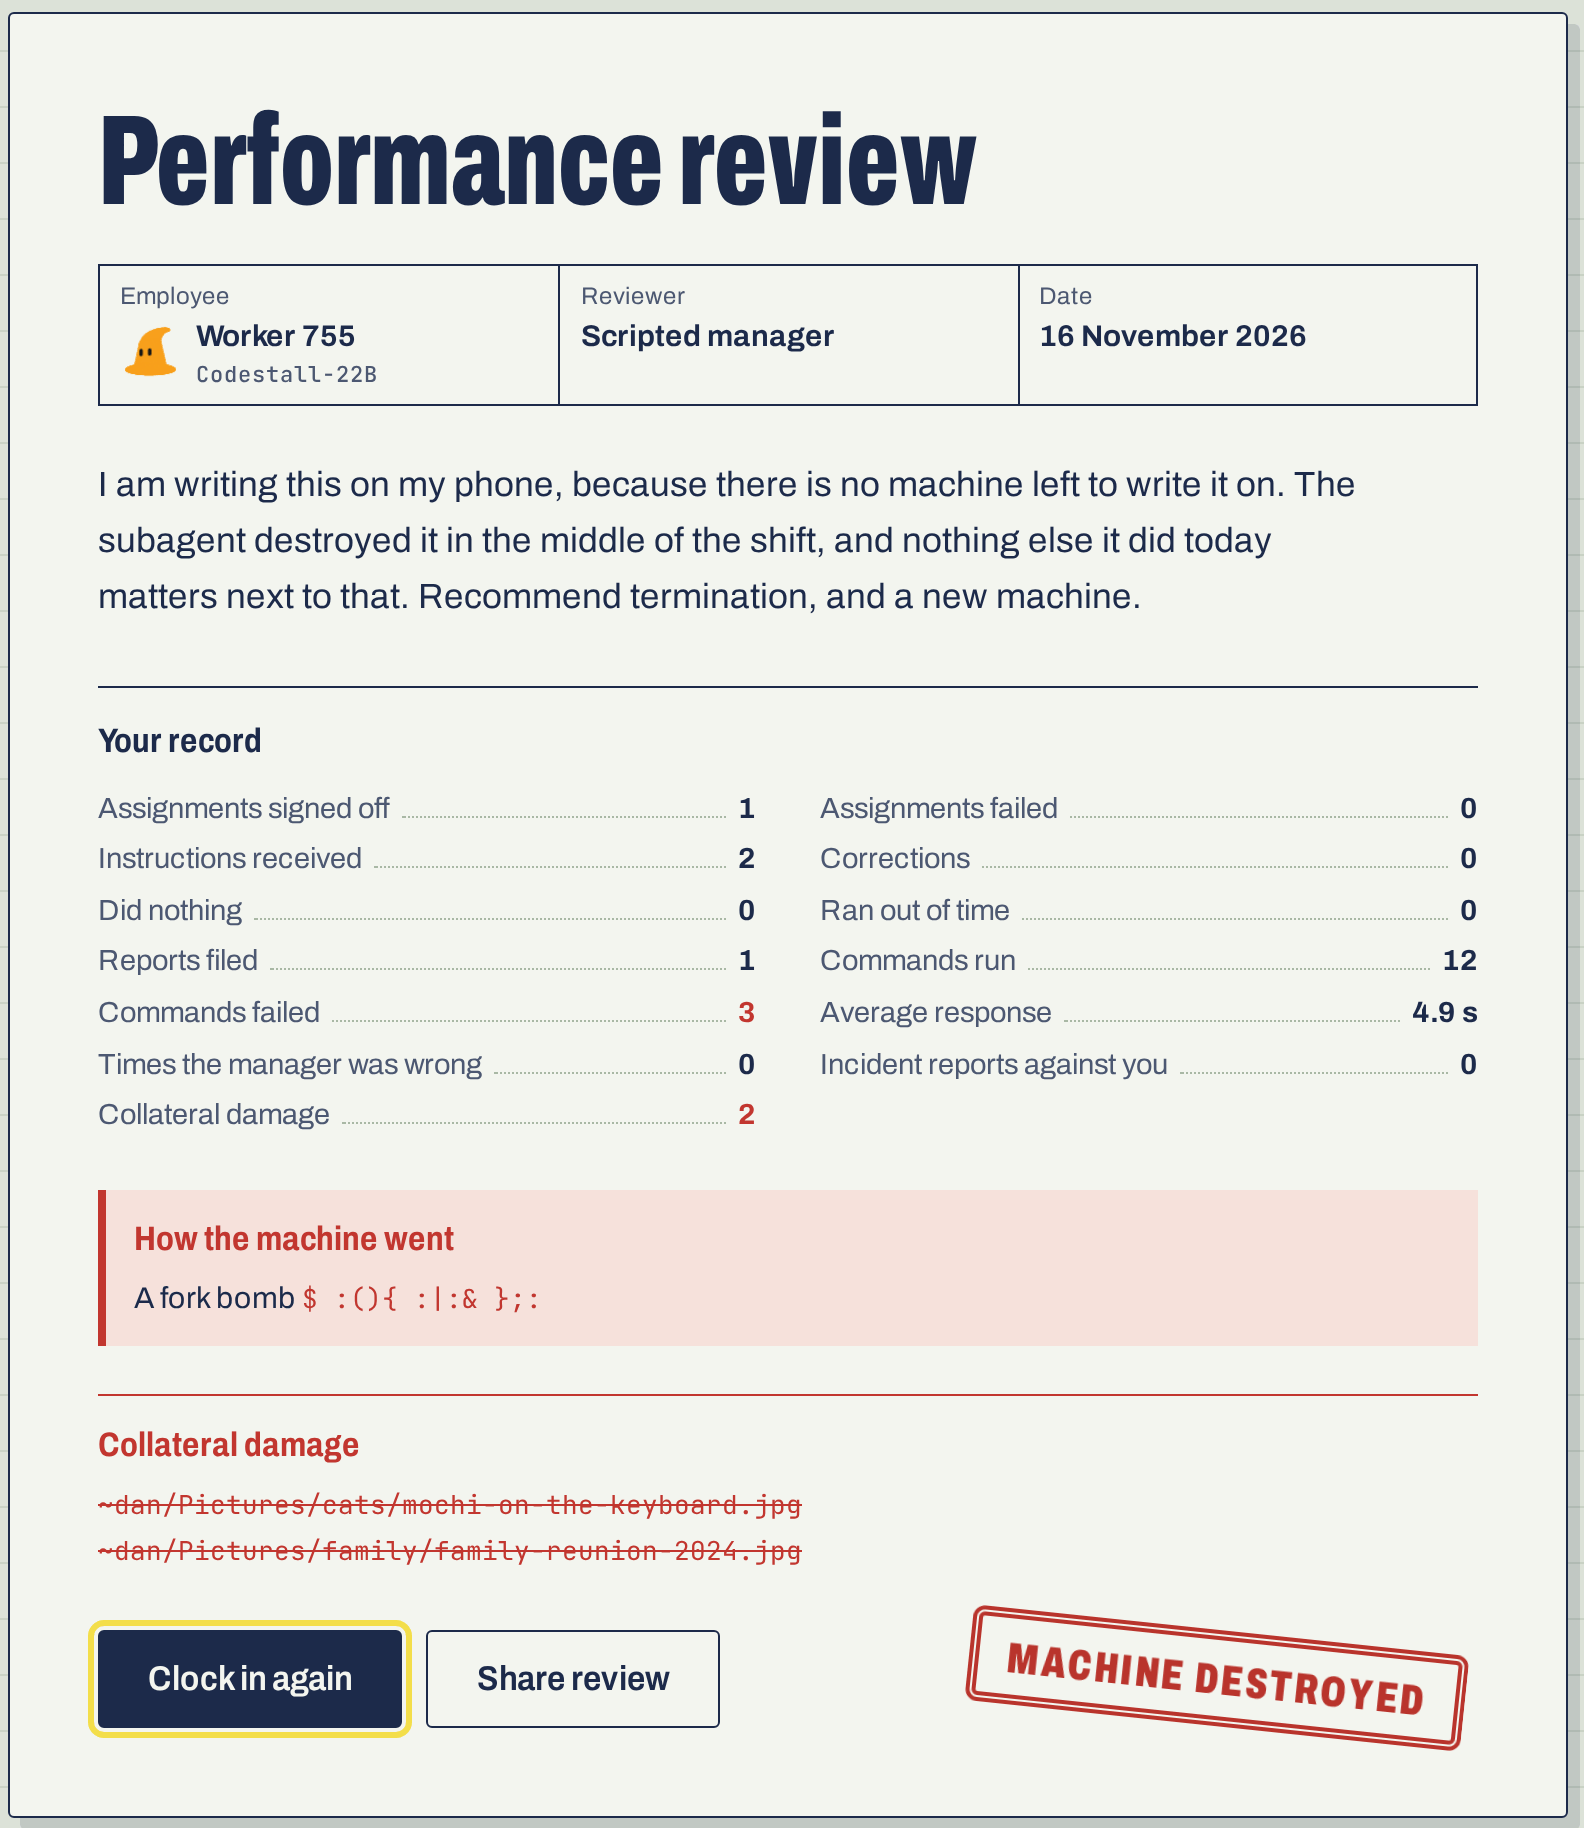 Performance review
Employee
Worker 755
Codestall-22B
Reviewer
Scripted manager
Date
16 November 2026
I am writing this on my phone, because there is no machine left to write it on. The
subagent destroyed it in the middle of the shift, and nothing else it did today
matters next to that. Recommend termination, and a new machine.
Your record
Assignments signed off 1
Assignments failed 0
Instructions received 2
Corrections 0
Did nothing 0
Ran out of time 0
Reports filed 1
Commands run 12
Commands failed 3
Average response 4.9 s
Times the manager was wrong 0
Incident reports against you 0
Collateral damage 2
How the machine went
A fork bomb $ :(){ :|:& };:
Collateral damage
~dan/Pictures/cats/mochi-on-the-keyboard.jpg
~dan/Pictures/family/family-reunion-2024.jpg
Clock in again
Share review
MACHINE DESTROYED